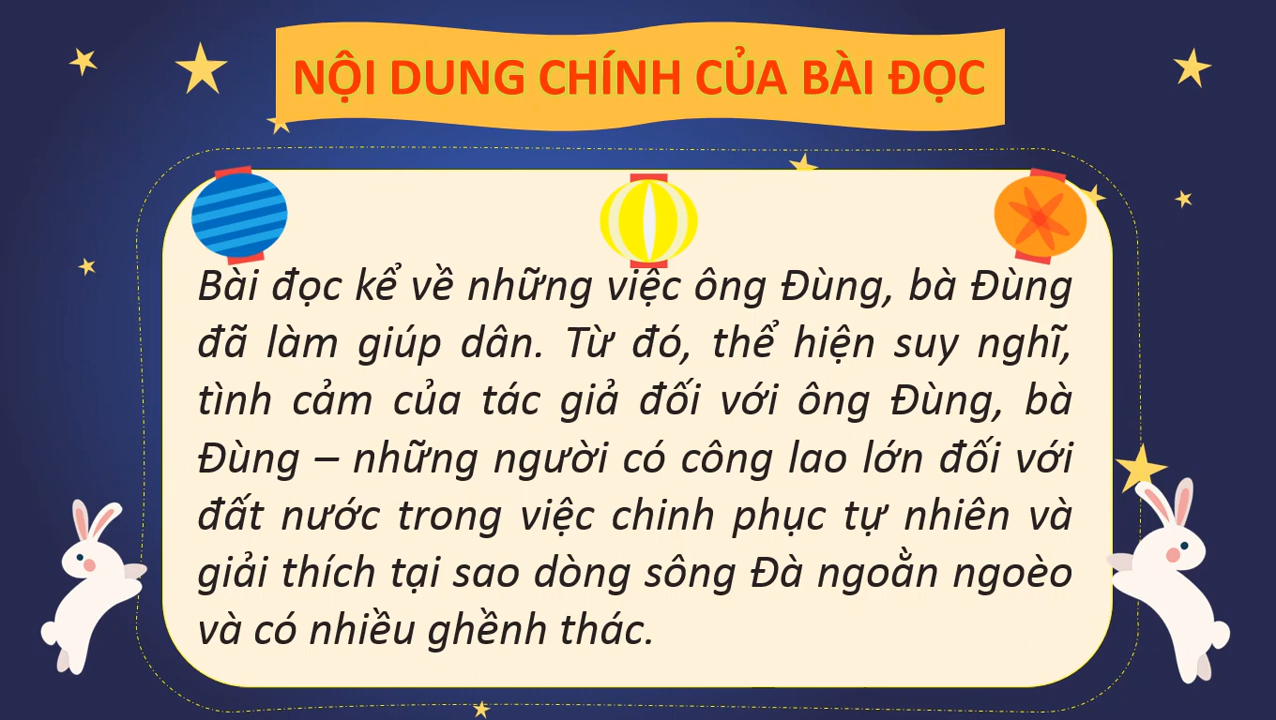 NỘI DUNG CHÍNH CỦA BÀI ĐỌC
Bài đọc kể về những việc ông Đùng, bà Đùng
đã làm giúp dân. Từ đó, thể hiện suy nghĩ,
tình cảm của tác giả đối với ông Đùng, bà
Đùng – những người có công lao lớn đối với
đất nước trong việc chinh phục tự nhiên và
giải thích tại sao dòng sông Đà ngoằn ngoèo
và có nhiều ghềnh thác.